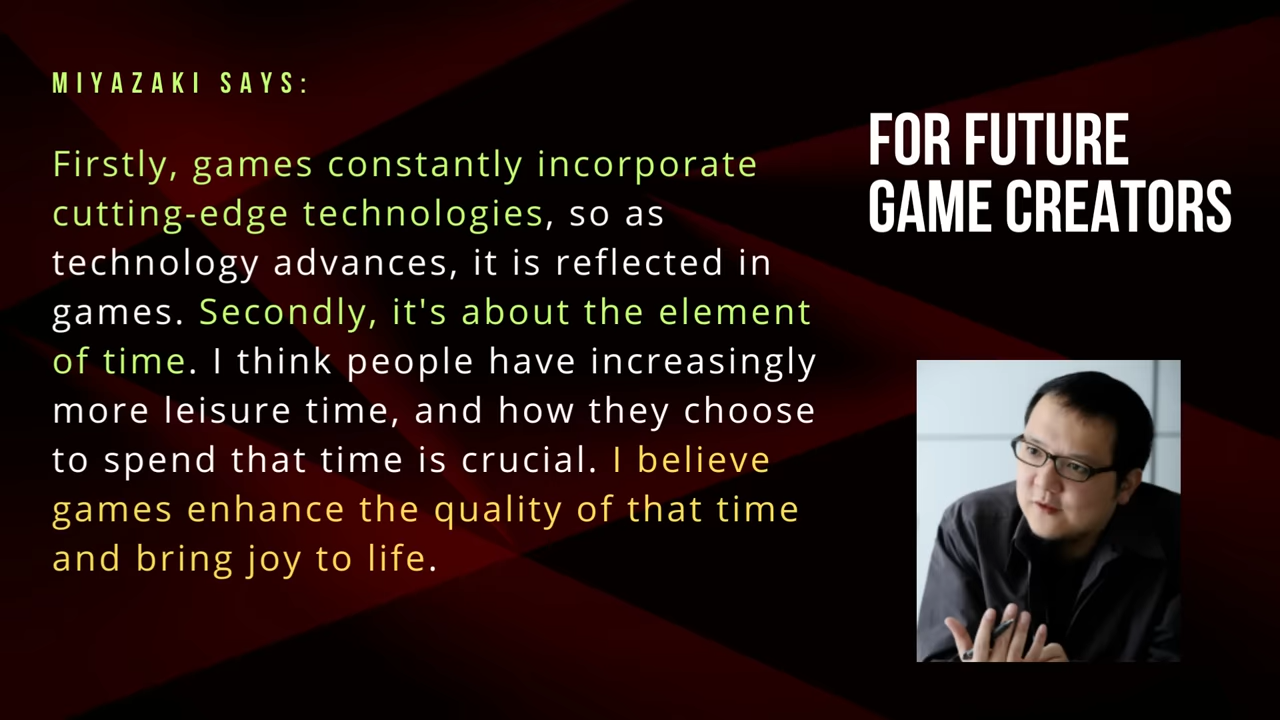 MIYAZAKI SAYS:
Firstly, games constantly incorporate
cutting-edge technologies, so as
technology advances, it is reflected in
games. Secondly, it's about the element
of time. I think people have increasingly
more leisure time, and how they choose
to spend that time is crucial. I believe
games enhance the quality of that time
and bring joy to life.
FOR FUTURE
GAME CREATORS